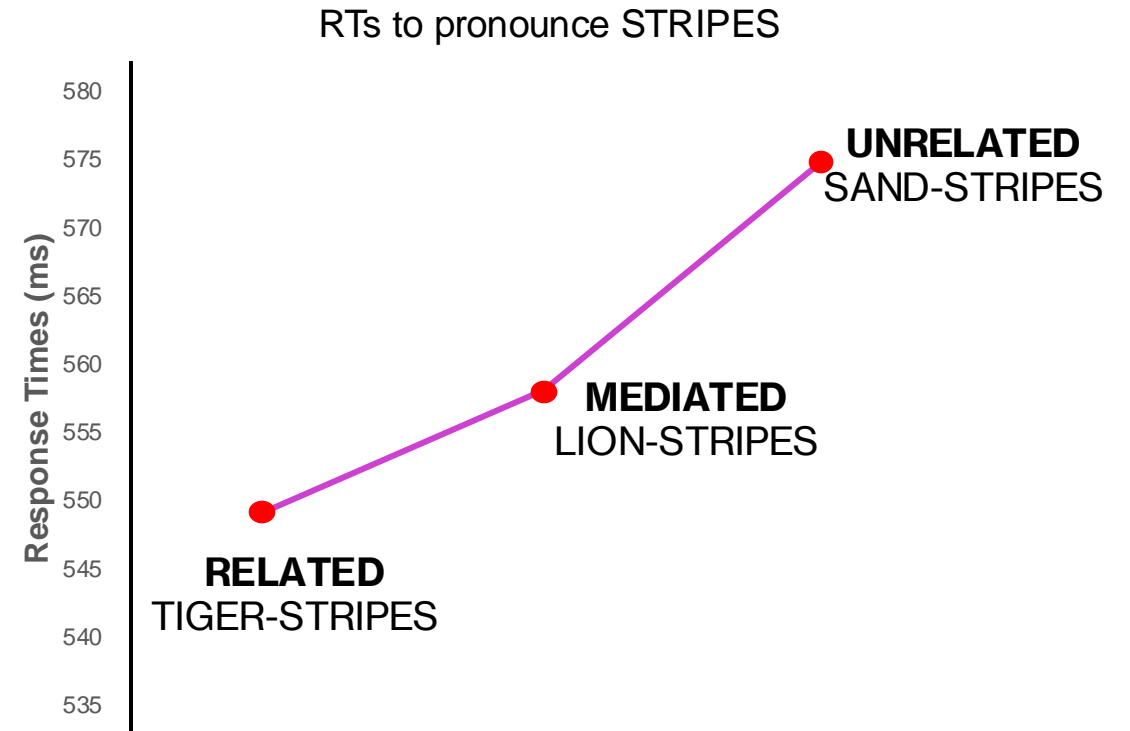 RTs to pronounce STRIPES
Response Times (ms)
580
575
570
565
560
555
550
545
540
535
UNRELATED
SAND-STRIPES
MEDIATED
LION-STRIPES
RELATED
TIGER-STRIPES